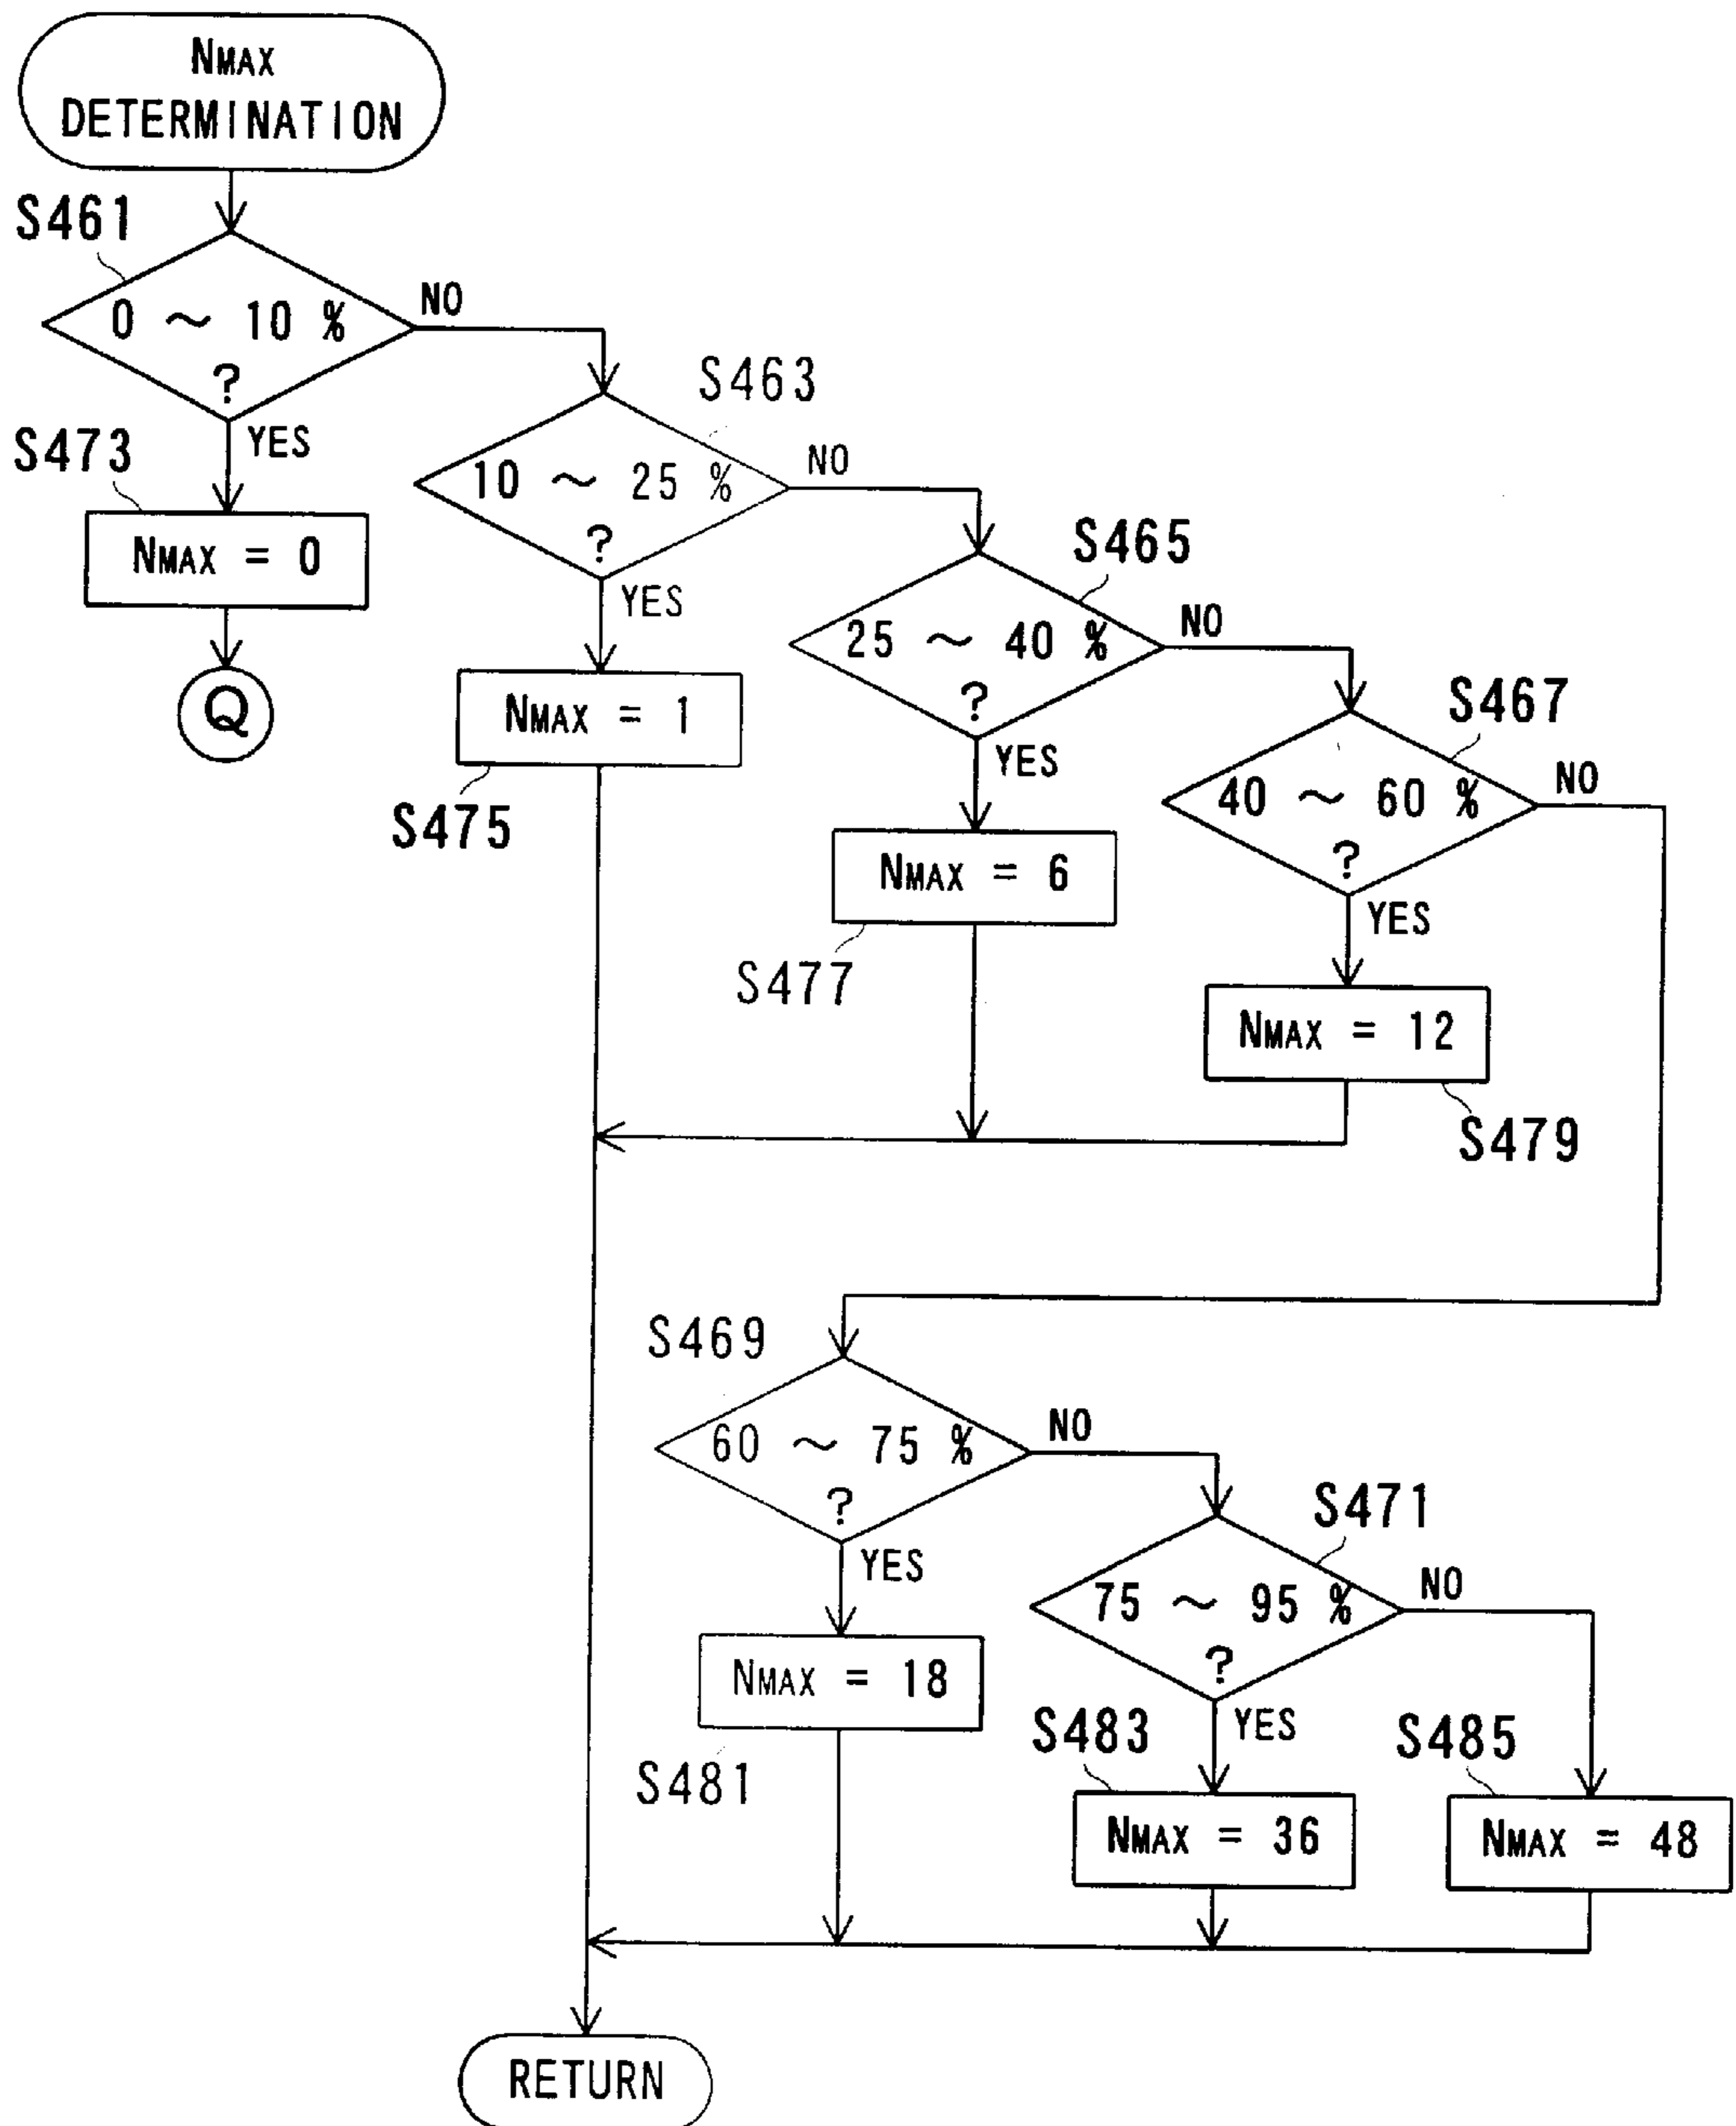 NMAX
DETERMINATION
S461
0 ~ 10 %
?
NO
YES
S473
NMAX = 0
Q
S463
10 ~ 25 %
?
NO
YES
NMAX = 1
S475
S465
25 ~ 40 %
?
NO
YES
NMAX = 6
S477
S467
40 ~ 60 %
?
NO
YES
NMAX = 12
S479
S469
60 ~ 75 %
?
NO
YES
NMAX = 18
S481
S471
75 ~ 95 %
?
NO
YES
S483
NMAX = 36
S485
NMAX = 48
RETURN